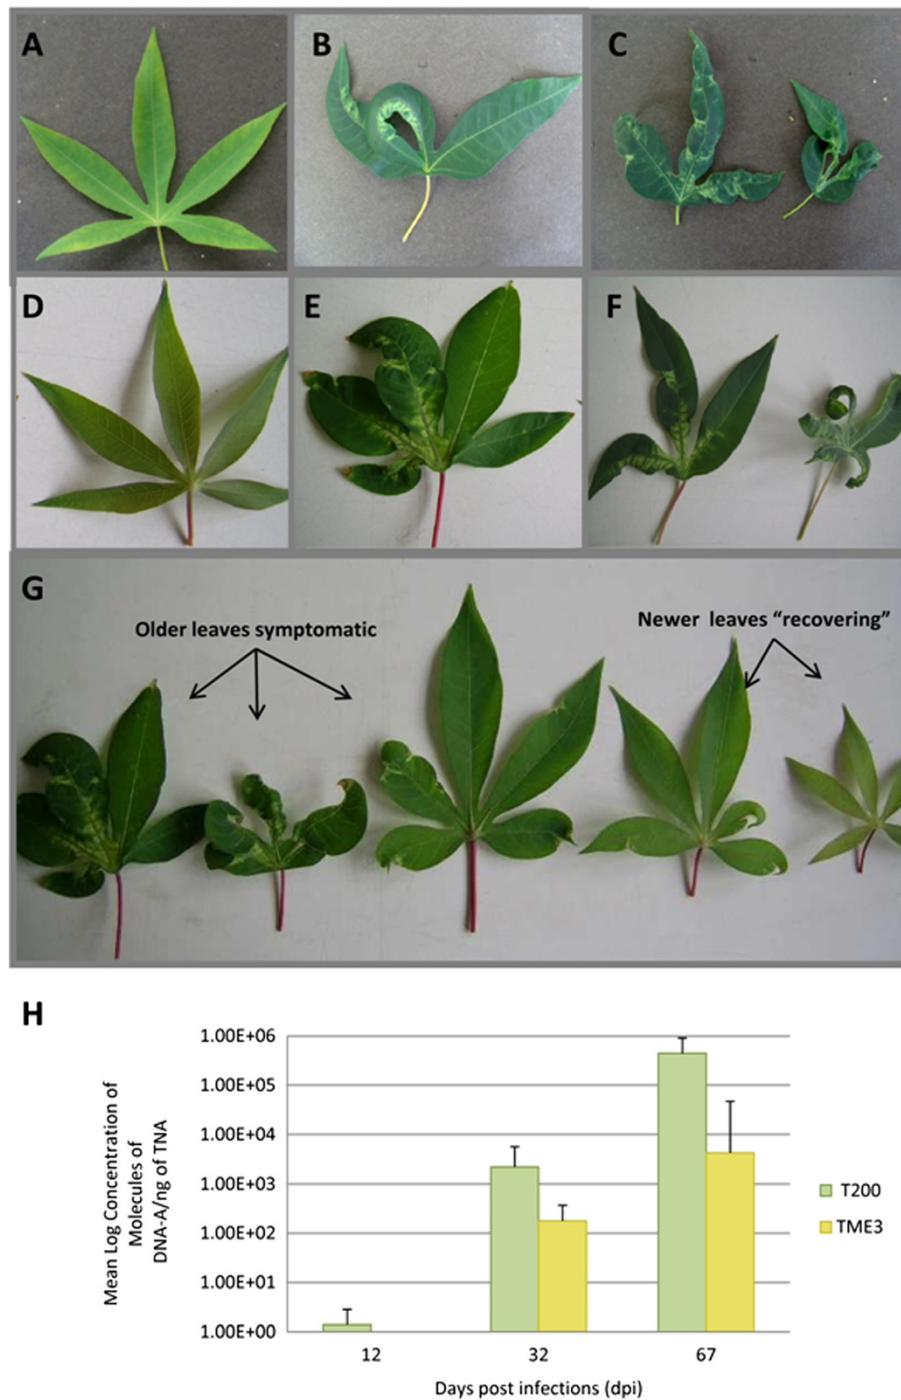 A
B
C
D
E
F
G
Older leaves symptomatic
Newer leaves “recovering”
H
Mean Log Concentration of
Molecules of
DNA-A/ng of TNA
1.00E+06
1.00E+05
1.00E+04
1.00E+03
1.00E+02
1.00E+01
1.00E+00
12
32
67
Days post infections (dpi)
T200
TME3